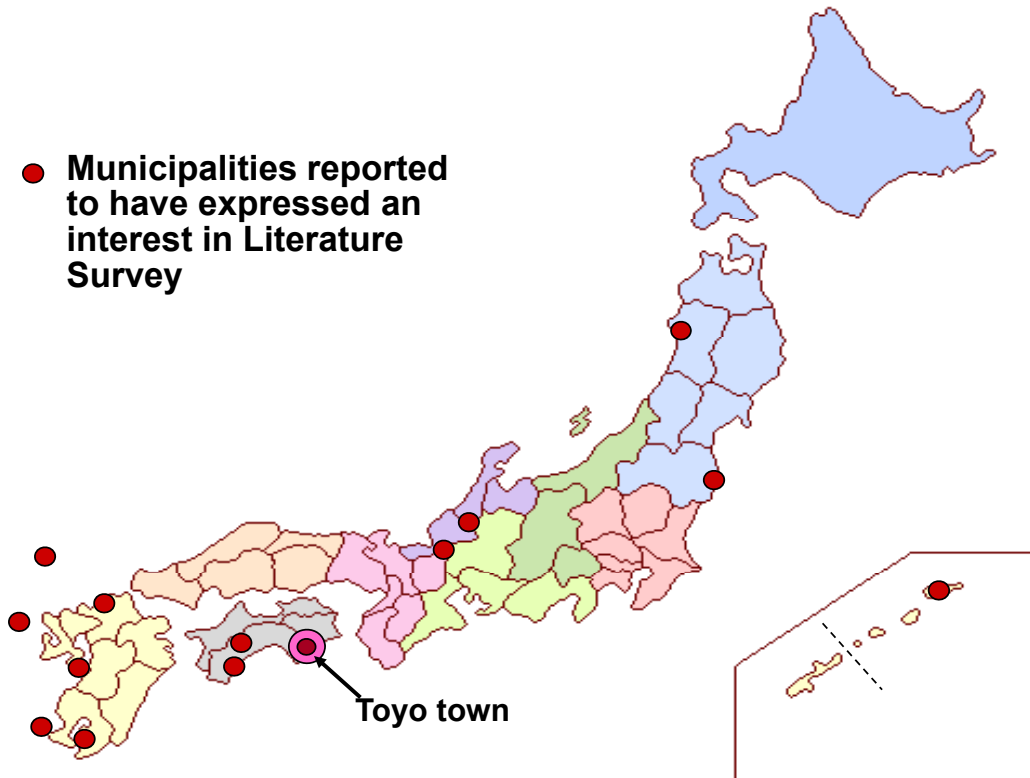 Municipalities reported
to have expressed an
interest in Literature
Survey
Toyo town